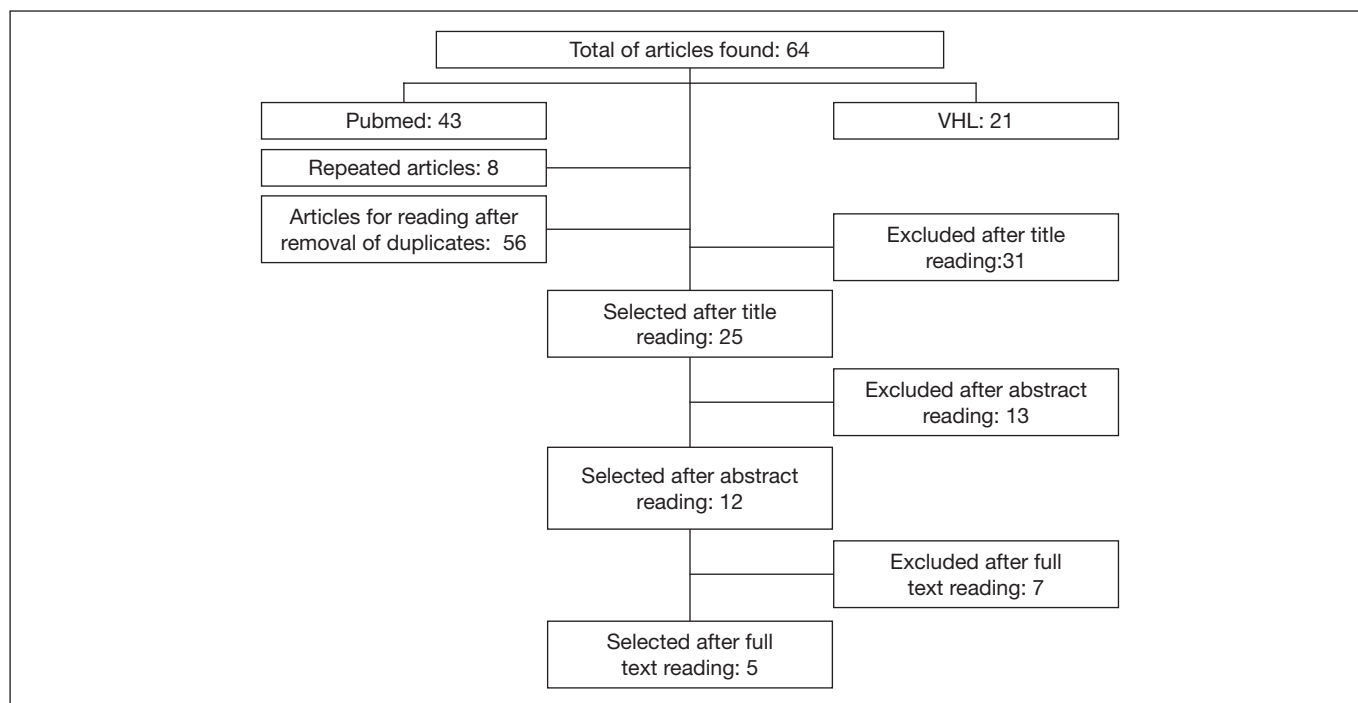 Total of articles found: 64
Pubmed: 43
VHL: 21
Repeated articles: 8
Articles for reading after
removal of duplicates:  56
Excluded after title
reading:31
Selected after title
reading: 25
Excluded after abstract
reading: 13
Selected after abstract
reading: 12
Excluded after full
text reading: 7
Selected after full
text reading: 5